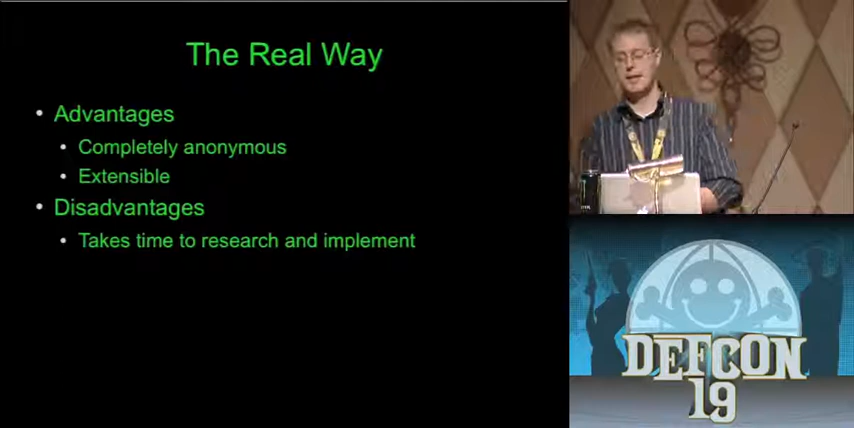 The Real Way
• Advantages
• Completely anonymous
• Extensible
• Disadvantages
• Takes time to research and implement
DEFCON
19